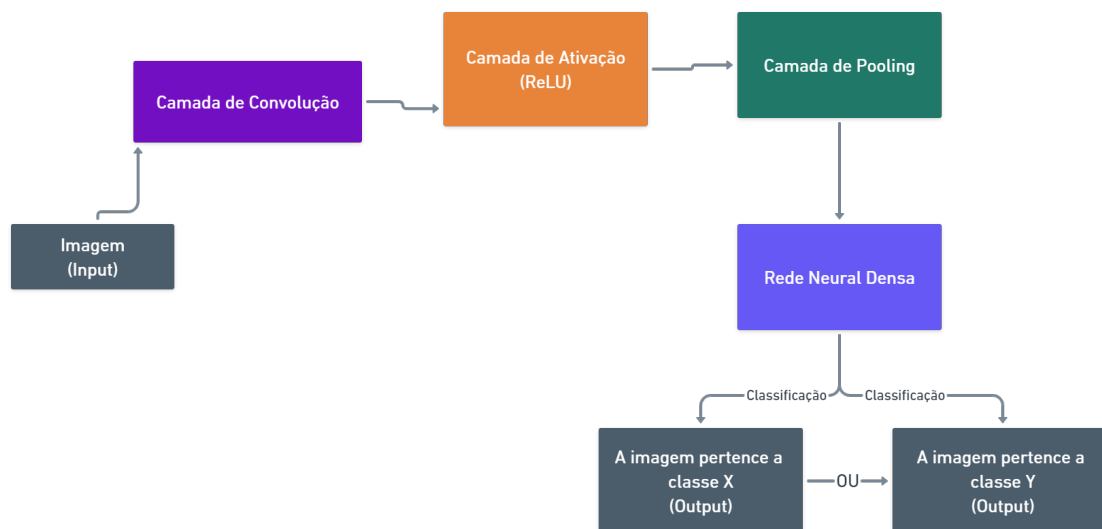 Camada de Convolução
Camada de Ativação
(ReLU)
Camada de Pooling
Imagem
(Input)
Rede Neural Densa
Classificação
Classificação
A imagem pertence a
classe X
(Output)
OU
A imagem pertence a
classe Y
(Output)